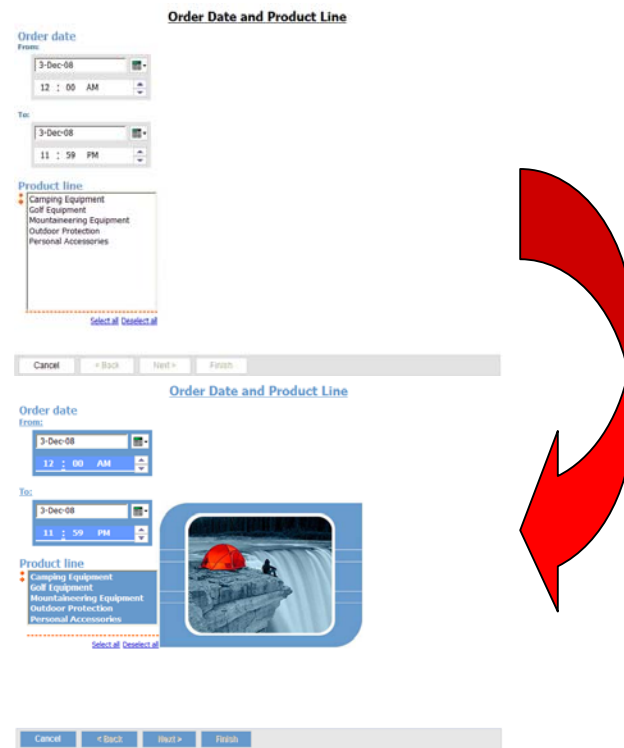 Order Date and Product Line
Order date
From:
3-Dec-08
12 : 00 AM
To:
3-Dec-08
11 : 59 PM
Product line
Camping Equipment
Golf Equipment
Mountaineering Equipment
Outdoor Protection
Personal Accessories
Select all Deselect all
Cancel < Back Next > Finish
Order Date and Product Line
Order date
From:
3-Dec-08
12 : 00 AM
To:
3-Dec-08
11 : 59 PM
Product line
Camping Equipment
Golf Equipment
Mountaineering Equipment
Outdoor Protection
Personal Accessories
Select all Deselect all
Cancel < Back Next > Finish